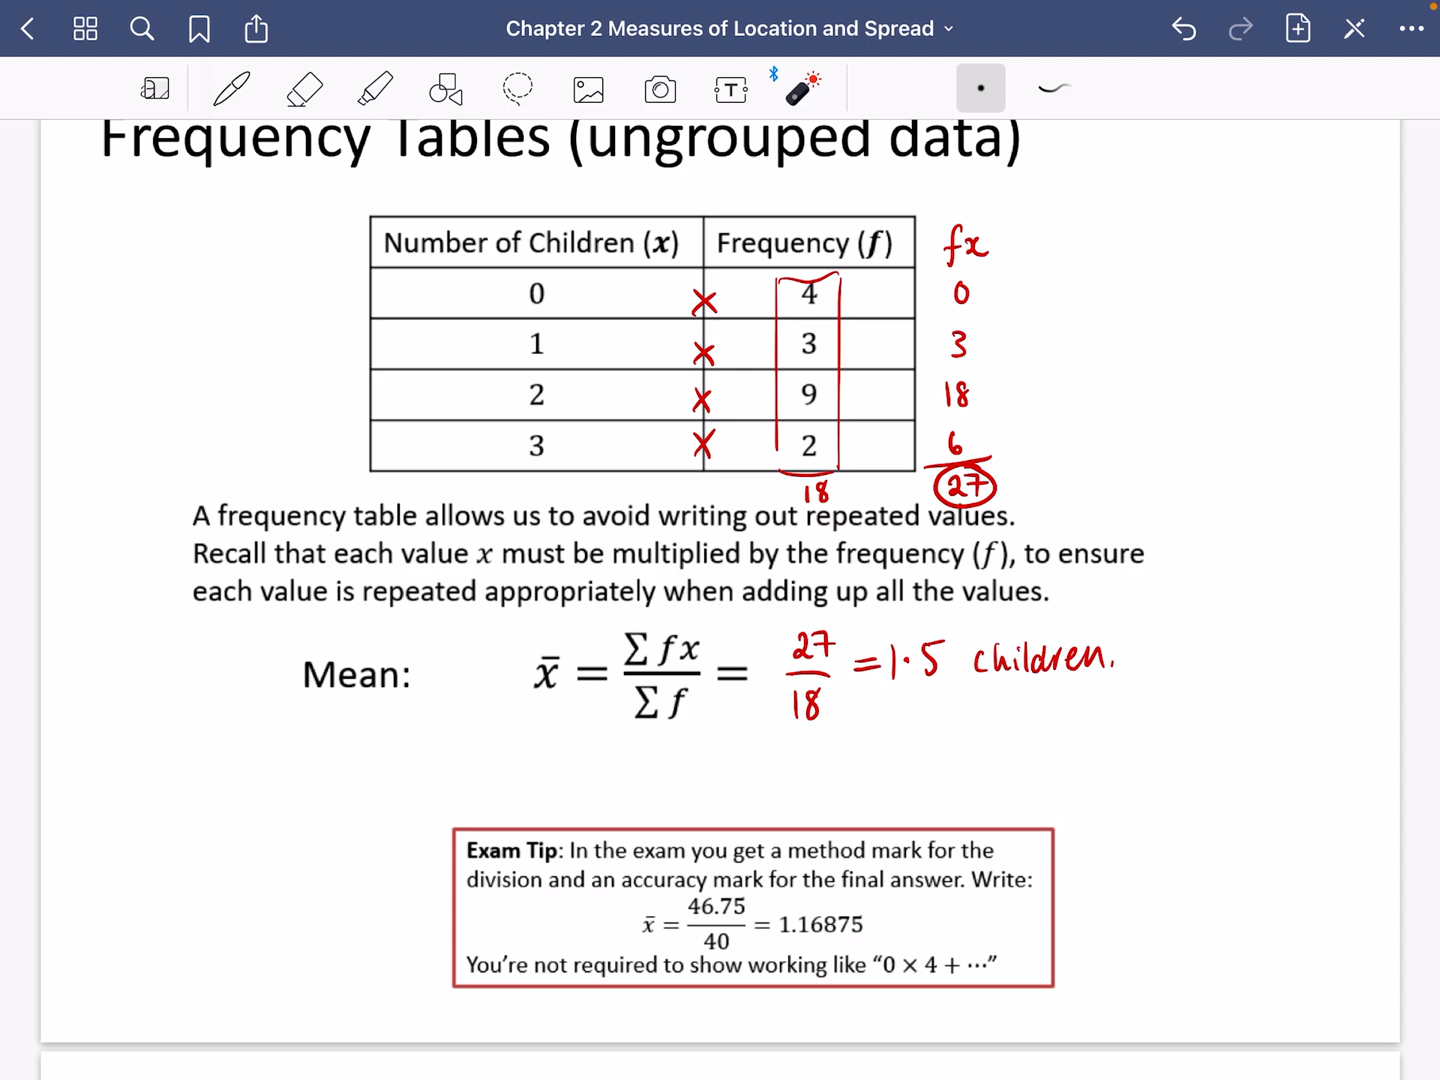 Chapter 2 Measures of Location and Spread
Frequency Tables (ungrouped data)
Number of Children (x) Frequency (f) fx
0 × 4 0
1 × 3 3
2 × 9 18
3 × 2 6
18 27
A frequency table allows us to avoid writing out repeated values.
Recall that each value x must be multiplied by the frequency (f), to ensure
each value is repeated appropriately when adding up all the values.
Mean: x̄ = Σ fx / Σ f = 27 / 18 = 1.5 children.
Exam Tip: In the exam you get a method mark for the
division and an accuracy mark for the final answer. Write:
x̄ = 46.75 / 40 = 1.16875
You're not required to show working like “0 × 4 + ⋯”